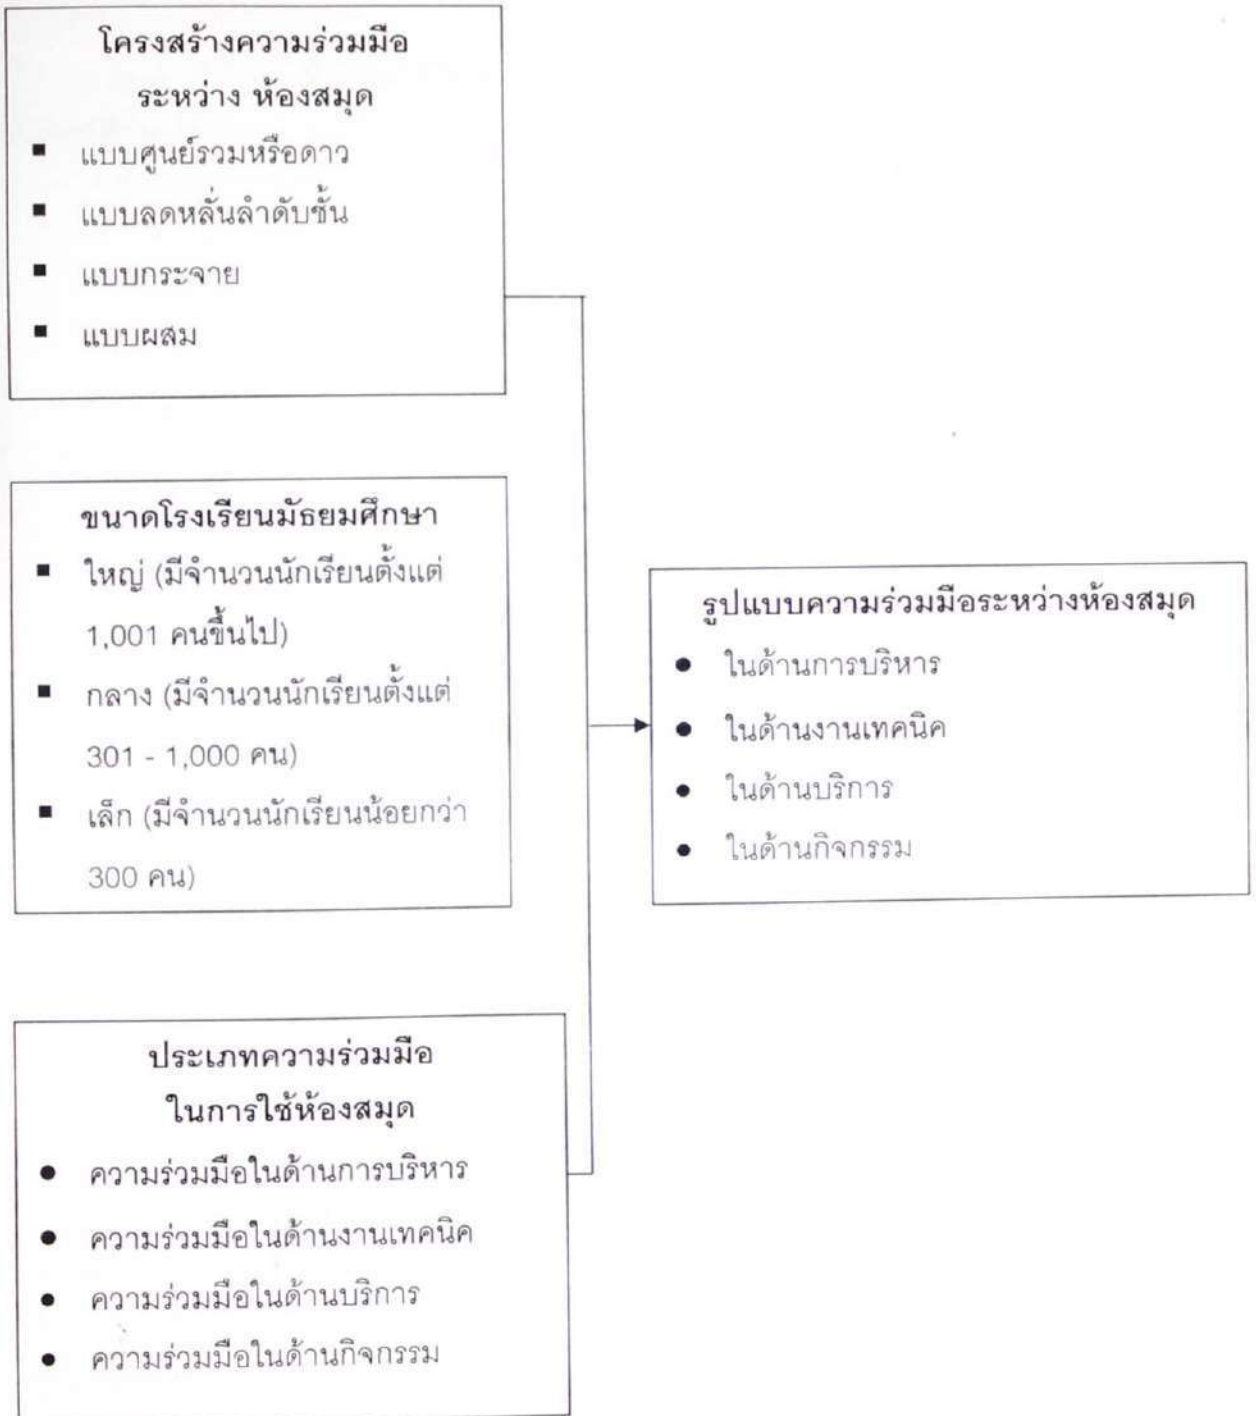 โครงสร้างความร่วมมือ
ระหว่าง ห้องสมุด
▪ แบบศูนย์รวมหรือดาว
▪ แบบลดหลั่นลำดับชั้น
▪ แบบกระจาย
▪ แบบผสม
ขนาดโรงเรียนมัธยมศึกษา
▪ ใหญ่ (มีจำนวนนักเรียนตั้งแต่
1,001 คนขึ้นไป)
▪ กลาง (มีจำนวนนักเรียนตั้งแต่
301 - 1,000 คน)
▪ เล็ก (มีจำนวนนักเรียนน้อยกว่า
300 คน)
ประเภทความร่วมมือ
ในการใช้ห้องสมุด
● ความร่วมมือในด้านการบริหาร
● ความร่วมมือในด้านงานเทคนิค
● ความร่วมมือในด้านบริการ
● ความร่วมมือในด้านกิจกรรม
รูปแบบความร่วมมือระหว่างห้องสมุด
● ในด้านการบริหาร
● ในด้านงานเทคนิค
● ในด้านบริการ
● ในด้านกิจกรรม